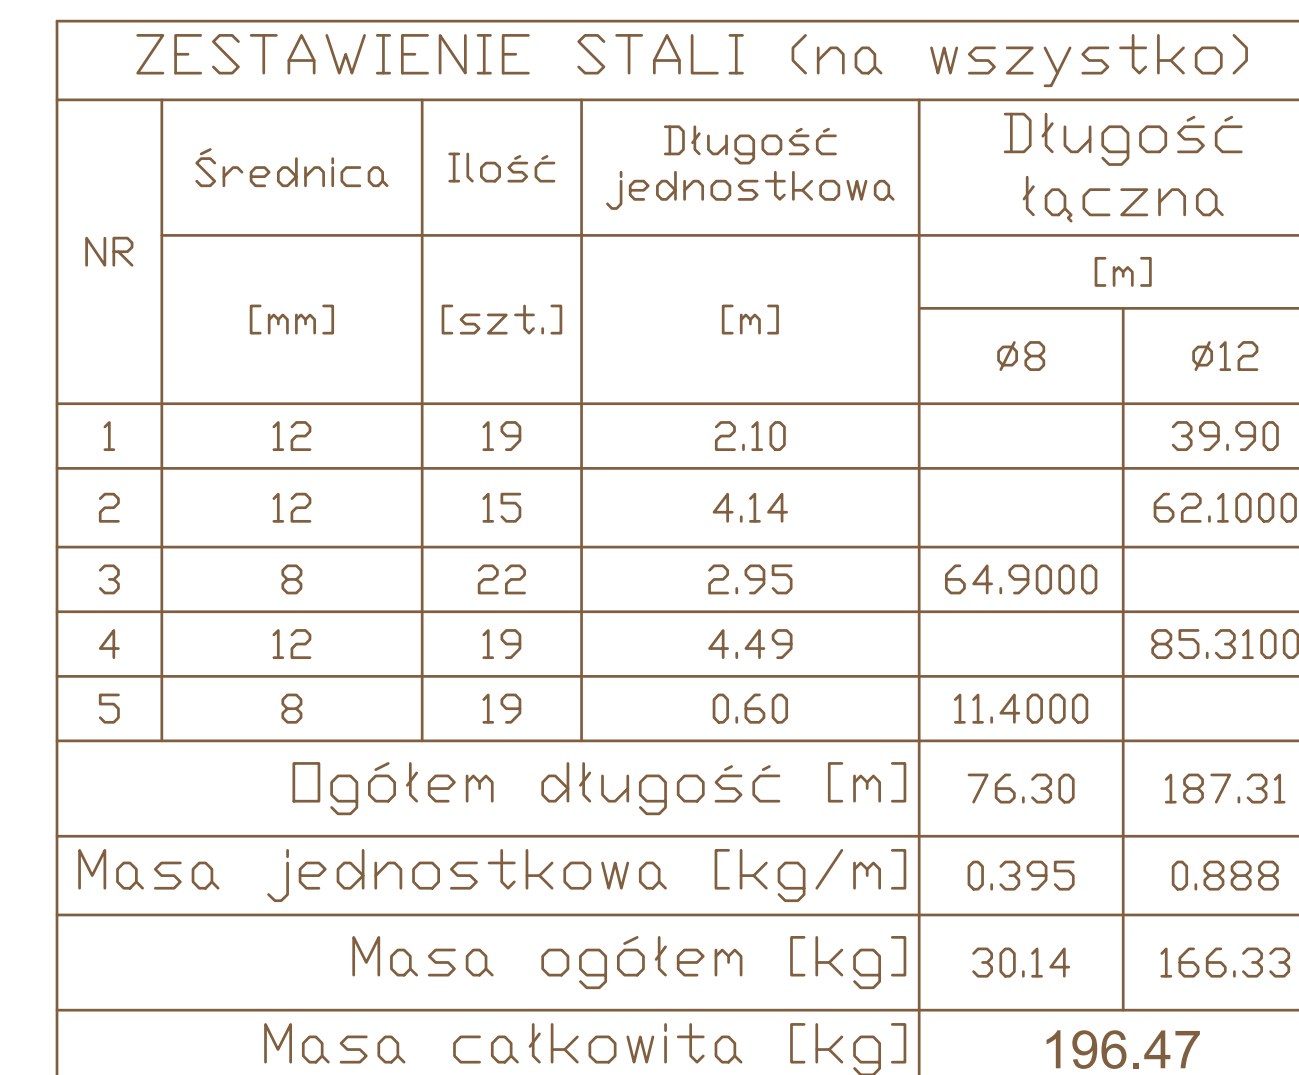 ZESTAWIENIE STALI (na wszystko)
NR Średnica Ilość Długość jednostkowa Długość łączna
[mm] [szt.] [m] [m]
ø8 ø12
1 12 19 2.10 39.90
2 12 15 4.14 62.1000
3 8 22 2.95 64.9000
4 12 19 4.49 85.3100
5 8 19 0.60 11.4000
Ogółem długość [m] 76.30 187.31
Masa jednostkowa [kg/m] 0.395 0.888
Masa ogółem [kg] 30.14 166.33
Masa całkowita [kg] 196.47